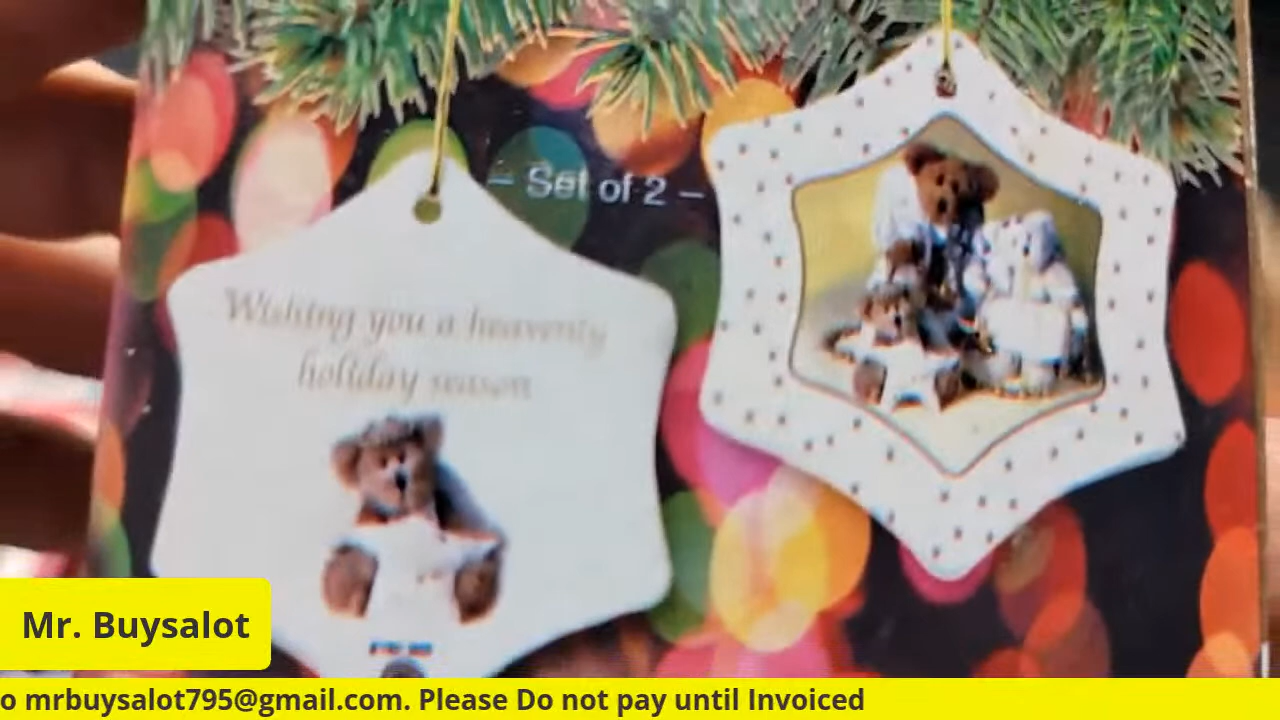 – Set of 2 –
Wishing you a heavenly
holiday season
Mr. Buysalot
o mrbuysalot795@gmail.com. Please Do not pay until Invoiced